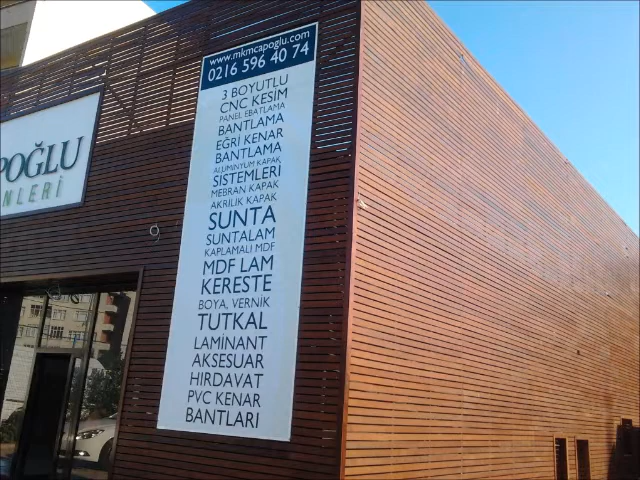 www.mkmcapoglu.com
0216 596 40 74
3 BOYUTLU
CNC KESİM
PANEL EBATLAMA
BANTLAMA
EĞRİ KENAR
BANTLAMA
ALUMİNYUM KAPAK
SİSTEMLERİ
MEBRAN KAPAK
AKRİLİK KAPAK
SUNTA
SUNTALAM
KAPLAMALI MDF
MDF LAM
KERESTE
BOYA, VERNİK
TUTKAL
LAMİNANT
AKSESUAR
HIRDAVAT
PVC KENAR
BANTLARI
POĞLU
NLERİ